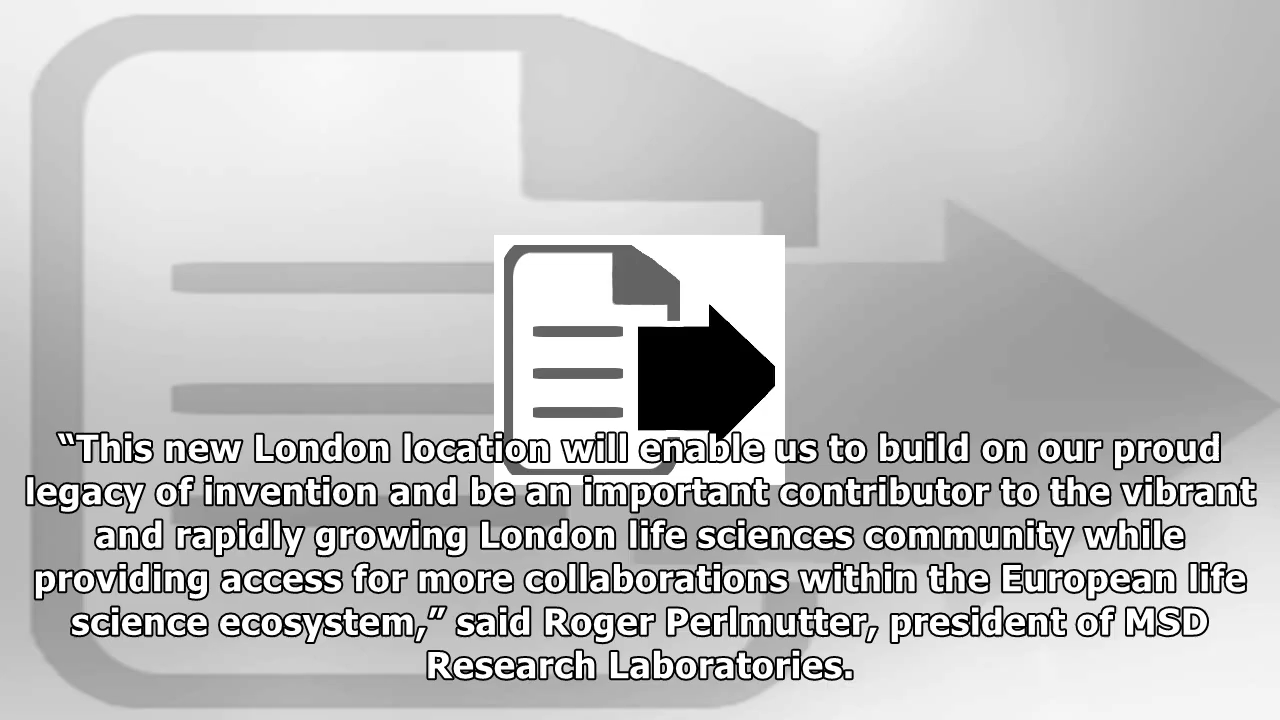 “This new London location will enable us to build on our proud
legacy of invention and be an important contributor to the vibrant
and rapidly growing London life sciences community while
providing access for more collaborations within the European life
science ecosystem,” said Roger Perlmutter, president of MSD
Research Laboratories.